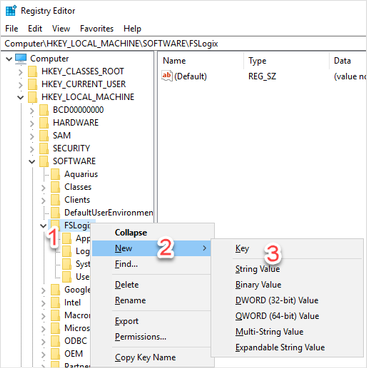 Registry Editor
File Edit View Favorites Help
Computer\HKEY_LOCAL_MACHINE\SOFTWARE\FSLogix
Computer
HKEY_CLASSES_ROOT
HKEY_CURRENT_USER
HKEY_LOCAL_MACHINE
BCD00000000
HARDWARE
SAM
SECURITY
SOFTWARE
Aquarius
Classes
Clients
DefaultUserEnvironmen
FSLogix
App
Log
Syst
Use
Google
Intel
Macron
Micros
ODBC
OEM
Partne
Name Type Data
ab (Default) REG_SZ (value no
1
Collapse
New 2
Find...
Delete
Rename
Export
Permissions...
Copy Key Name
Key 3
String Value
Binary Value
DWORD (32-bit) Value
QWORD (64-bit) Value
Multi-String Value
Expandable String Value